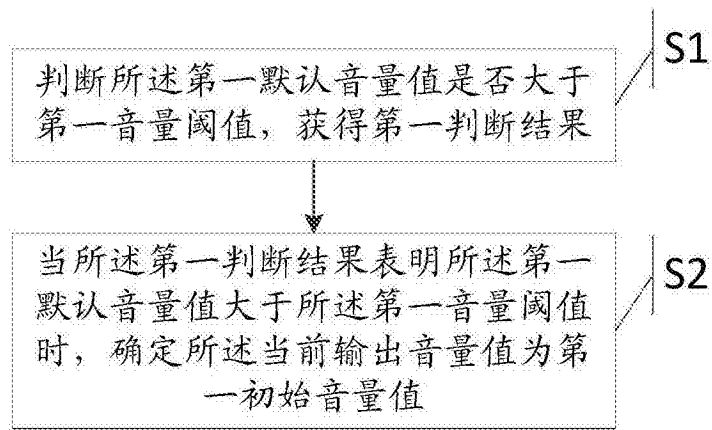 S1
判断所述第一默认音量值是否大于
第一音量阈值，获得第一判断结果
S2
当所述第一判断结果表明所述第一
默认音量值大于所述第一音量阈值
时，确定所述当前输出音量值为第
一初始音量值